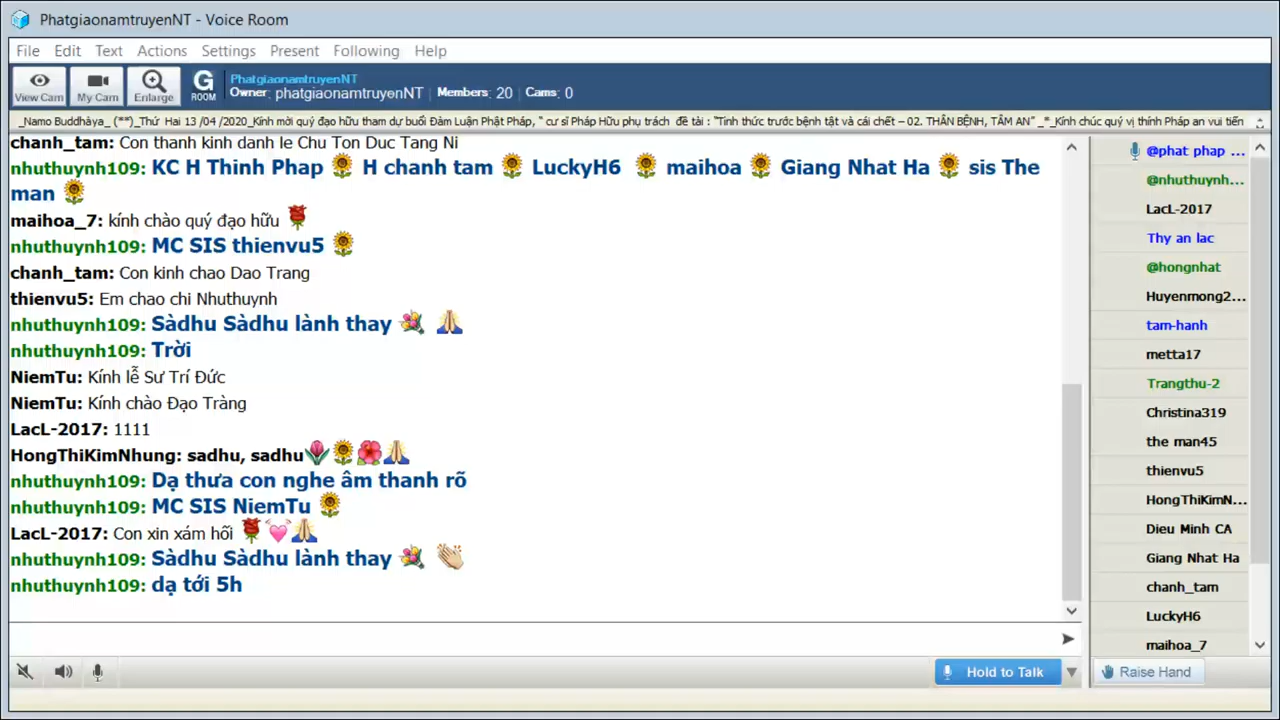 PhatgiaonamtruyenNT - Voice Room
File Edit Text Actions Settings Present Following Help
View Cam My Cam Enlarge G ROOM
PhatgiaonamtruyenNT
Owner: phatgiaonamtruyenNT Members: 20 Cams: 0
_Namo Buddhàya_ (**)_Thứ Hai 13 /04 /2020_Kính mời quý đạo hữu tham dự buổi Đàm Luận Phật Pháp, " cư sĩ Pháp Hữu phụ trách đề tài : "Tỉnh thức trước bệnh tật và cái chết – 02. THÂN BỆNH, TÂM AN" _*_Kính chúc quý vị thính Pháp an vui tiến
chanh_tam: Con thanh kinh danh le Chu Ton Duc Tang Ni
nhuthuynh109: KC H Thinh Phap 🌻 H chanh tam 🌻 LuckyH6 🌻 maihoa 🌻 Giang Nhat Ha 🌻 sis The
man 🌻
maihoa_7: kính chào quý đạo hữu 🌹
nhuthuynh109: MC SIS thienvu5 🌻
chanh_tam: Con kinh chao Dao Trang
thienvu5: Em chao chi Nhuthuynh
nhuthuynh109: Sàdhu Sàdhu lành thay 💐 🙏
nhuthuynh109: Trời
NiemTu: Kính lễ Sư Trí Đức
NiemTu: Kính chào Đạo Tràng
LacL-2017: 1111
HongThiKimNhung: sadhu, sadhu🌷🌻🌺🙏
nhuthuynh109: Dạ thưa con nghe âm thanh rõ
nhuthuynh109: MC SIS NiemTu 🌻
LacL-2017: Con xin xám hối 🌹💓🙏
nhuthuynh109: Sàdhu Sàdhu lành thay 💐 👏
nhuthuynh109: dạ tới 5h
@phat phap ...
@nhuthuynh...
LacL-2017
Thy an lac
@hongnhat
Huyenmong2...
tam-hanh
metta17
Trangthu-2
Christina319
the man45
thienvu5
HongThiKimN...
Dieu Minh CA
Giang Nhat Ha
chanh_tam
LuckyH6
maihoa_7
Hold to Talk
Raise Hand